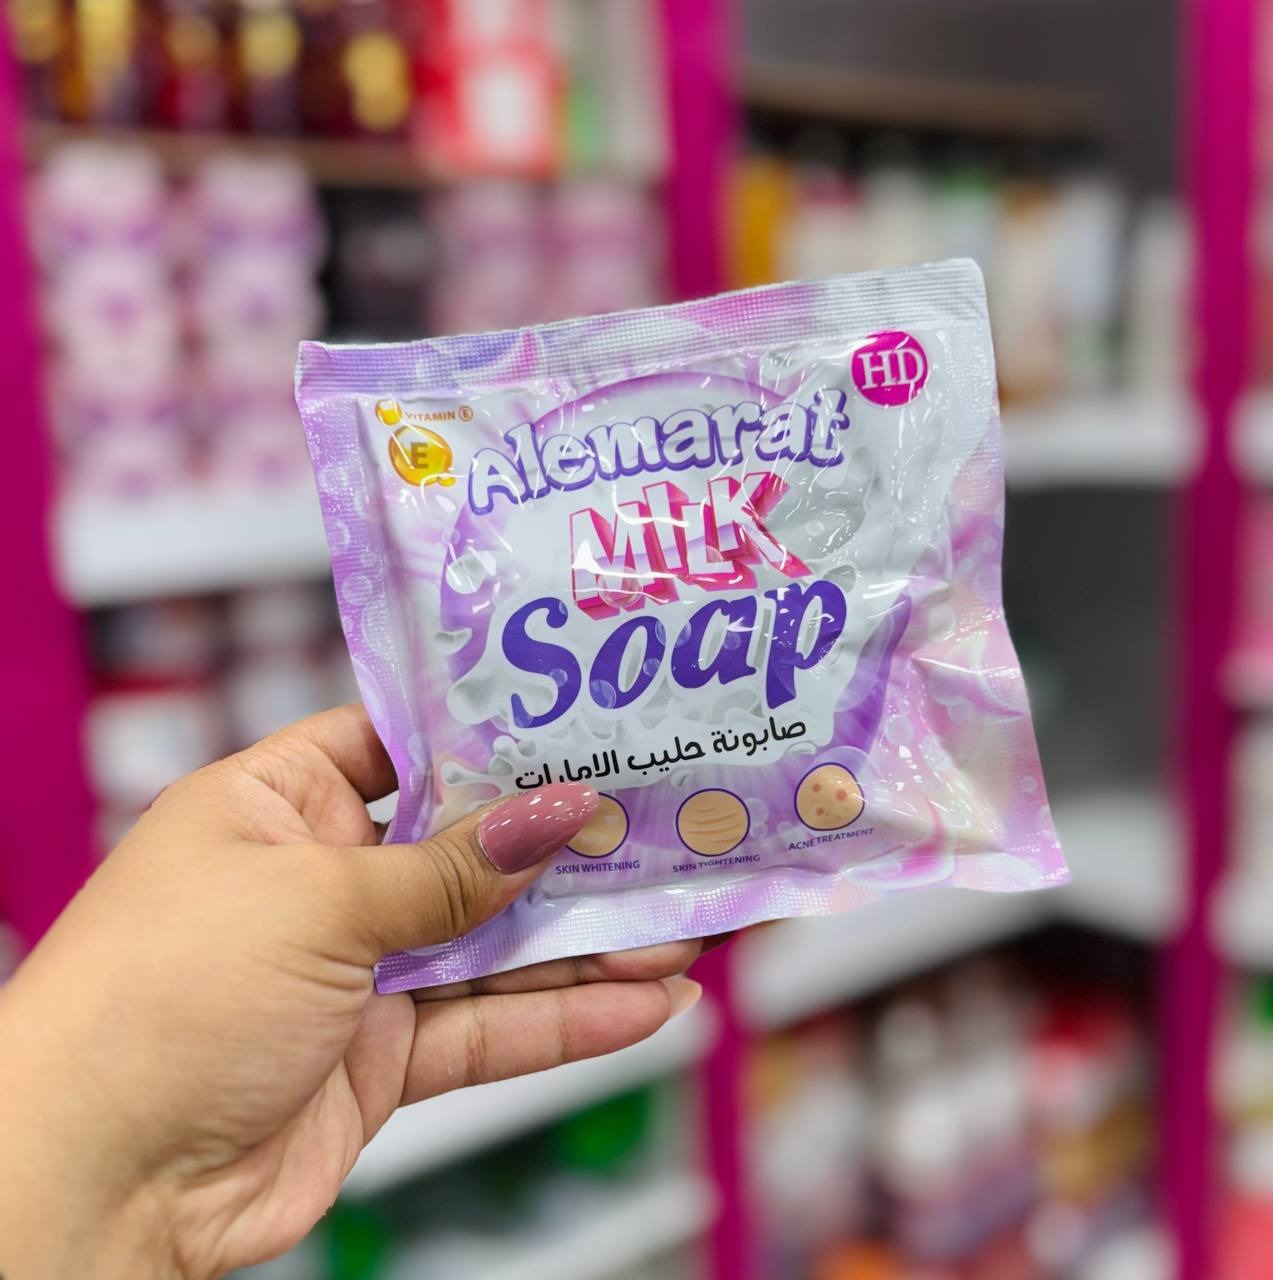 HD
VITAMIN E
E
Alemarat
MILK
Soap
صابونة حليب الامارات
SKIN WHITENING
SKIN TIGHTENING
ACNE TREATMENT